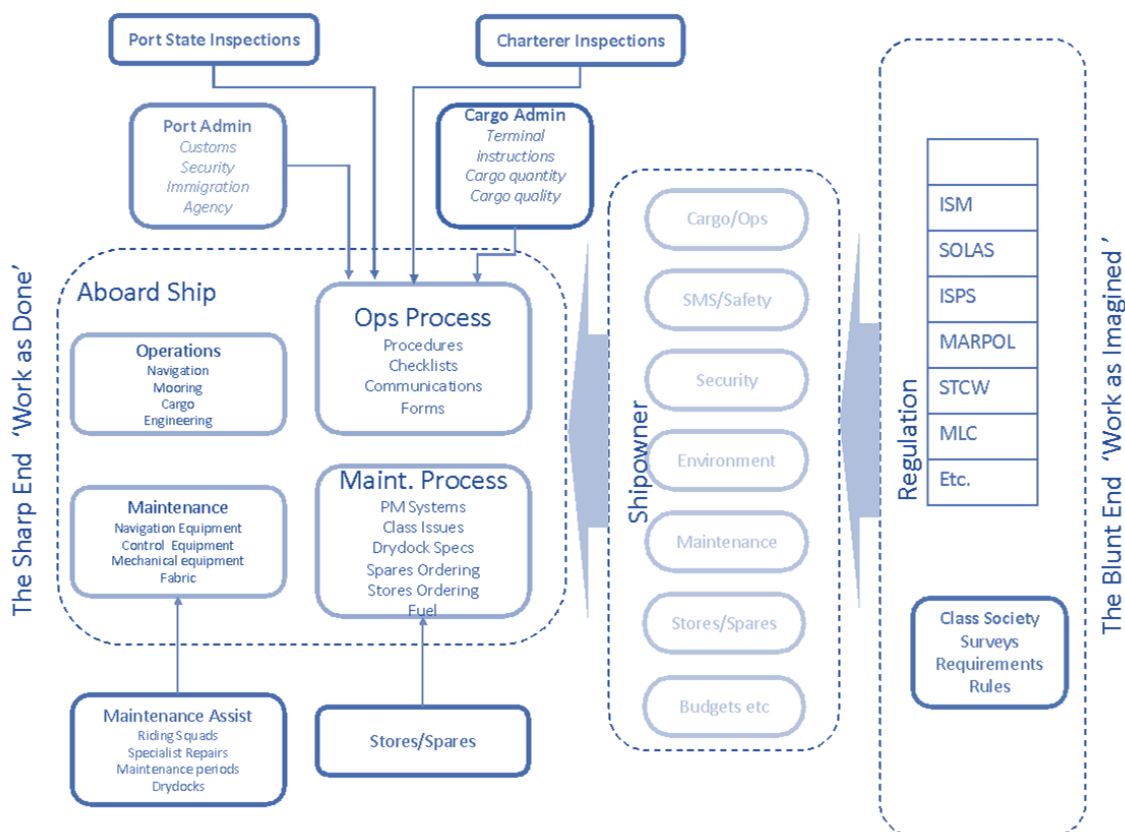 Port State Inspections
Charterer Inspections
Port Admin
Customs
Security
Immigration
Agency
Cargo Admin
Terminal
instructions
Cargo quantity
Cargo quality
The Sharp End 'Work as Done'
Aboard Ship
Operations
Navigation
Mooring
Cargo
Engineering
Ops Process
Procedures
Checklists
Communications
Forms
Maintenance
Navigation Equipment
Control Equipment
Mechanical equipment
Fabric
Maint. Process
PM Systems
Class Issues
Drydock Specs
Spares Ordering
Stores Ordering
Fuel
Maintenance Assist
Riding Squads
Specialist Repairs
Maintenance periods
Drydocks
Stores/Spares
Shipowner
Cargo/Ops
SMS/Safety
Security
Environment
Maintenance
Stores/Spares
Budgets etc
Regulation
ISM
SOLAS
ISPS
MARPOL
STCW
MLC
Etc.
Class Society
Surveys
Requirements
Rules
The Blunt End 'Work as Imagined'